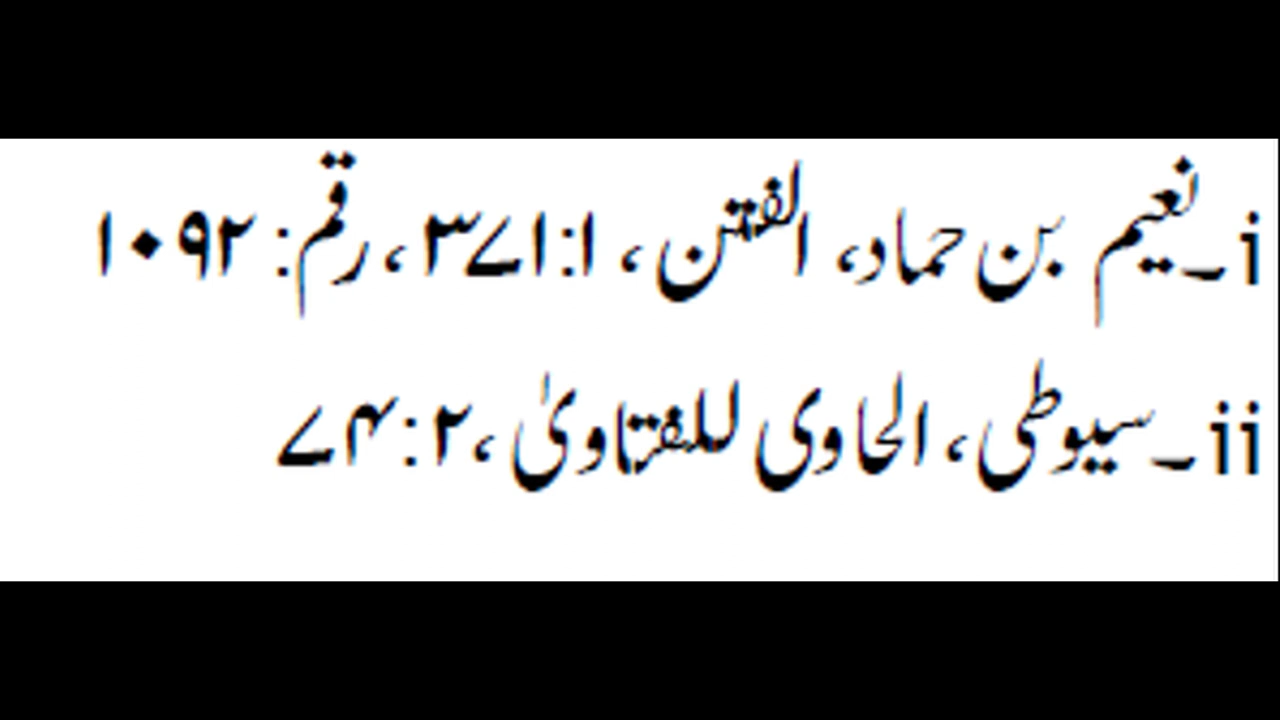 i۔نعیم بن حماد، الفتن، ۱:۳۷۱، رقم: ۱۰۹۲
ii۔سیوطی، الحاوی للفتاویٰ، ۲:۷۴